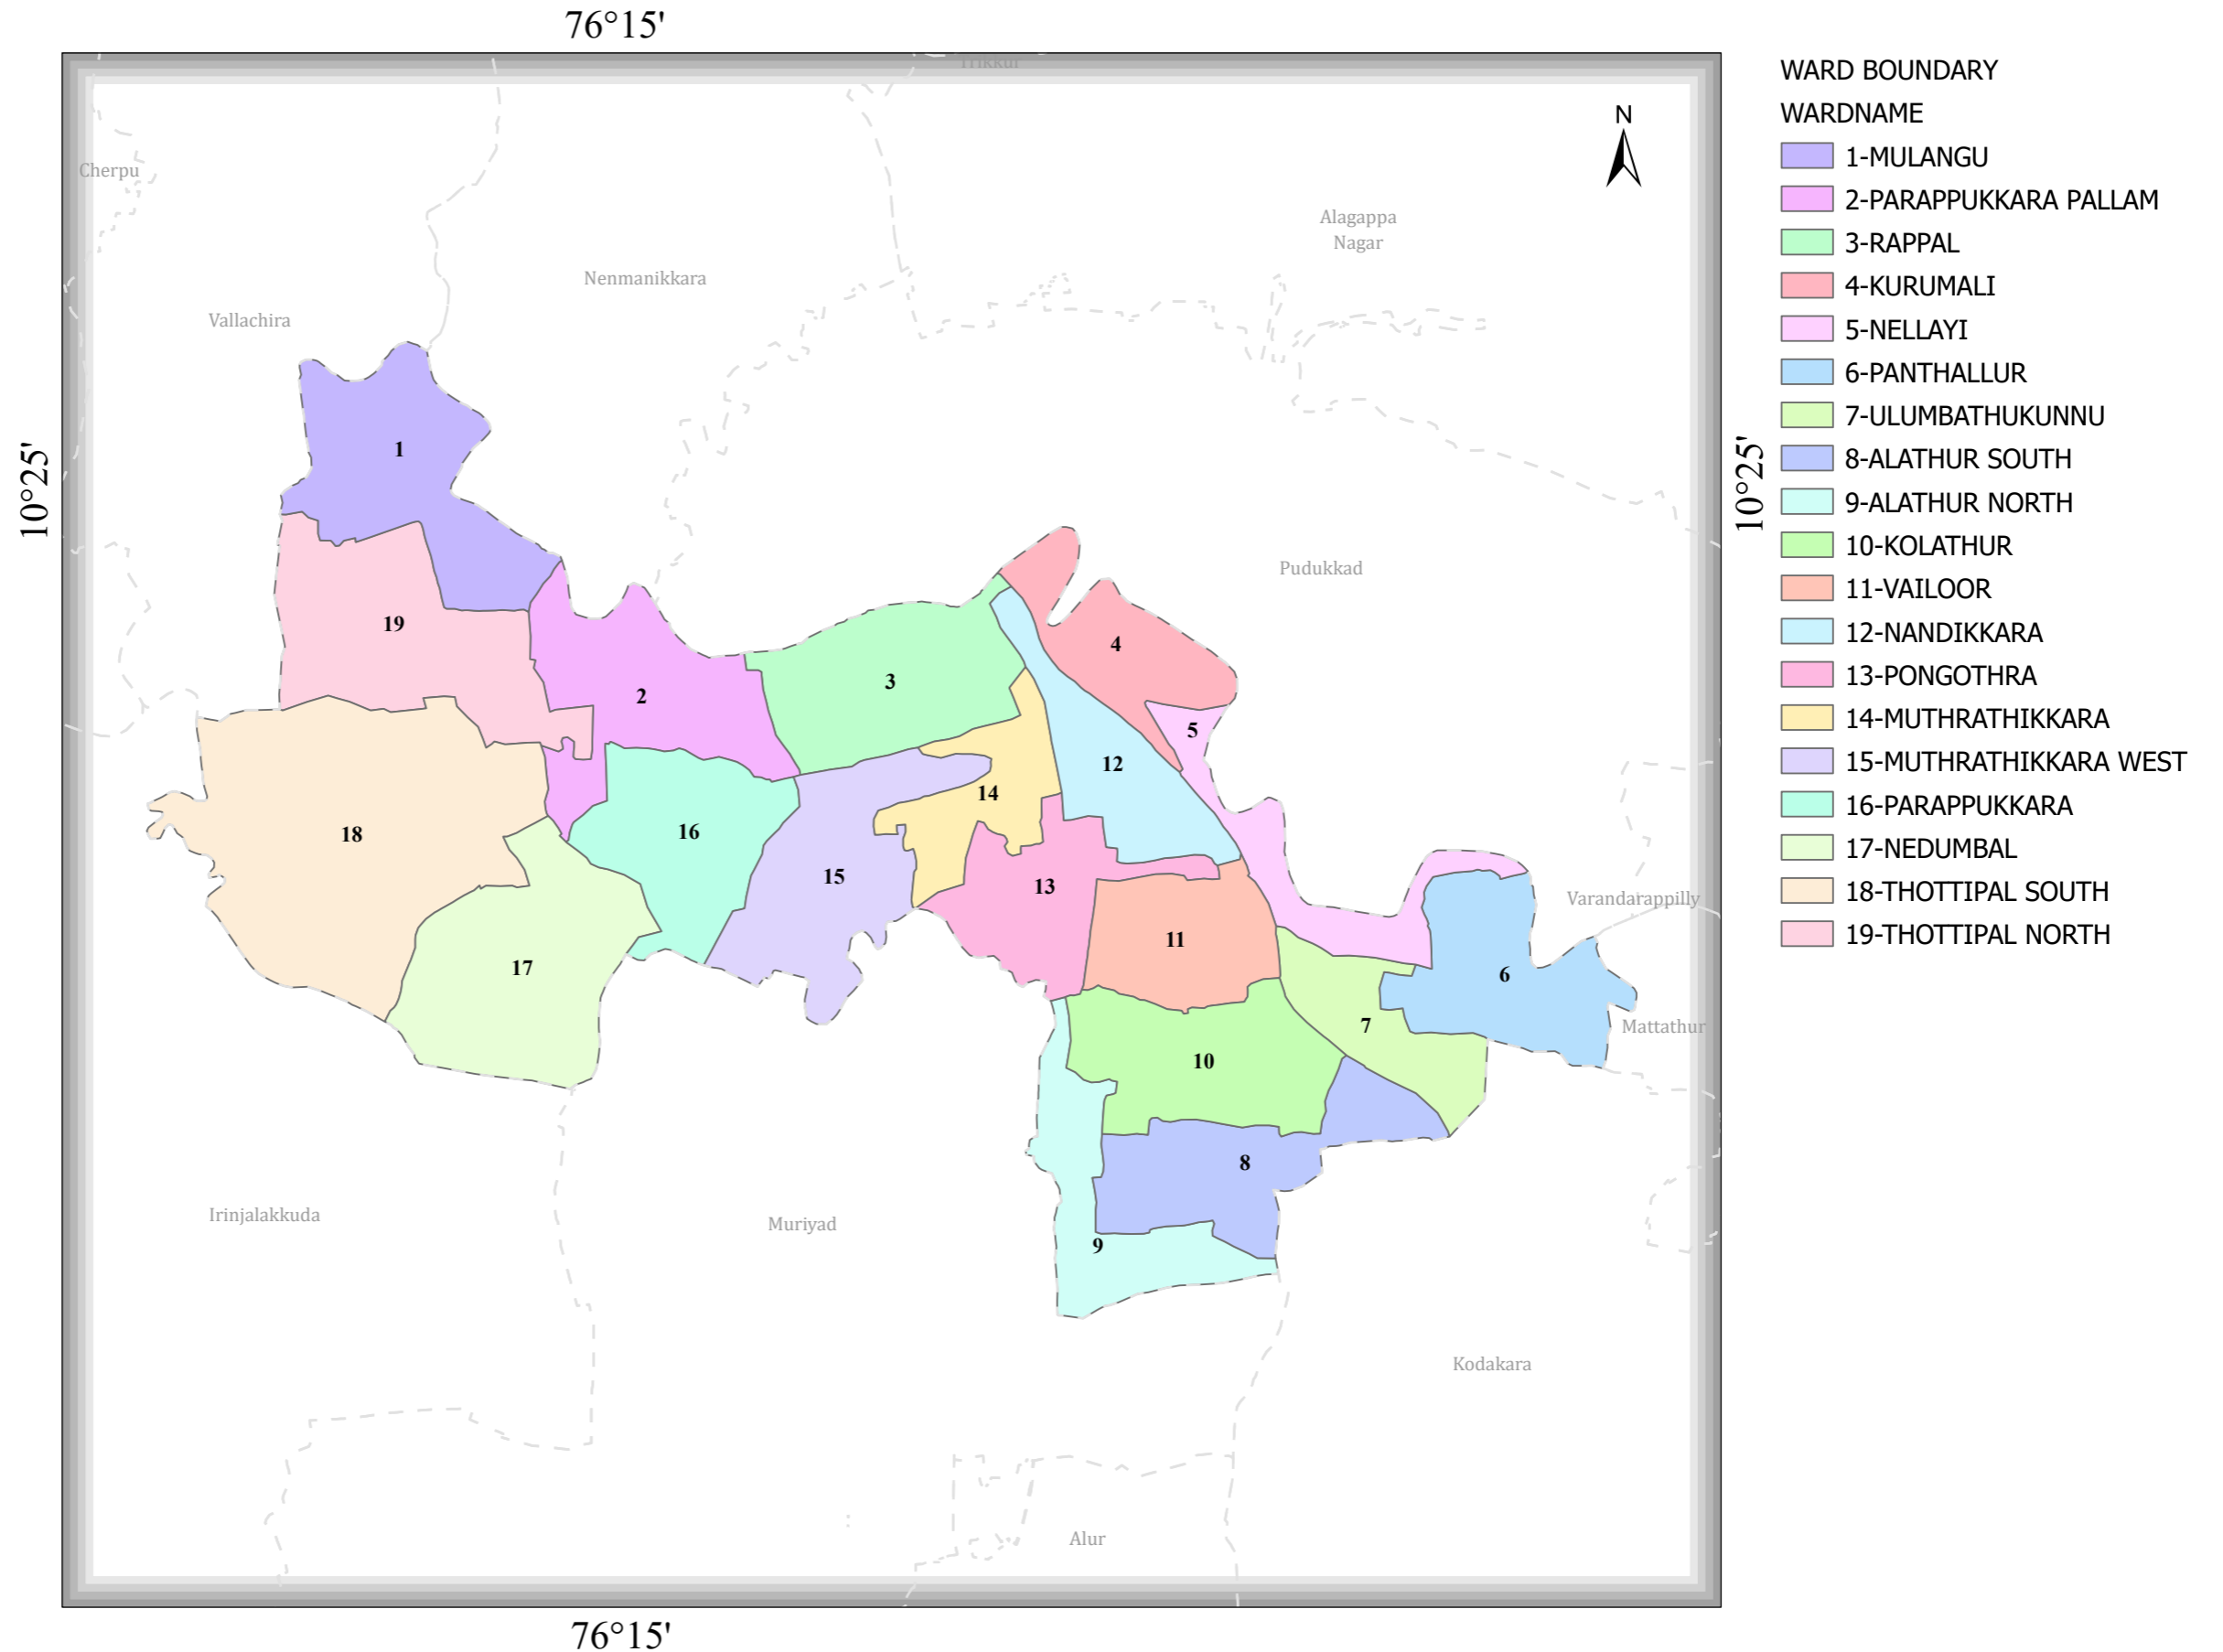 76°15'
Trikkur
WARD BOUNDARY
WARDNAME
N
Cherpu
1-MULANGU
2-PARAPPUKKARA PALLAM
Alagappa
Nagar
3-RAPPAL
Nenmanikkara
4-KURUMALI
Vallachira
5-NELLAYI
6-PANTHALLUR
7-ULUMBATHUKUNNU
1
8-ALATHUR SOUTH
10°25'
10°25'
9-ALATHUR NORTH
10-KOLATHUR
Pudukkad
11-VAILOOR
19
12-NANDIKKARA
4
13-PONGOTHRA
3
2
14-MUTHRATHIKKARA
5
15-MUTHRATHIKKARA WEST
12
14
16-PARAPPUKKARA
16
18
17-NEDUMBAL
15
13
18-THOTTIPAL SOUTH
Varandarappilly
19-THOTTIPAL NORTH
11
17
6
7
Mattathur
10
8
Irinjalakkuda
Muriyad
9
Kodakara
Alur
76°15'